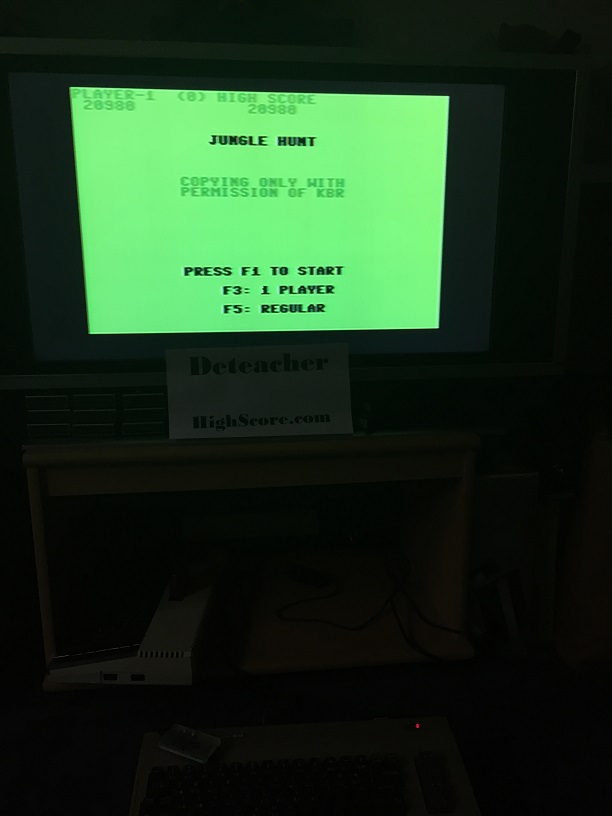 PLAYER-1 (0) HIGH SCORE
20980 20980
JUNGLE HUNT
COPYING ONLY WITH
PERMISSION OF KBR
PRESS F1 TO START
F3: 1 PLAYER
F5: REGULAR
Deteacher
HighScore.com